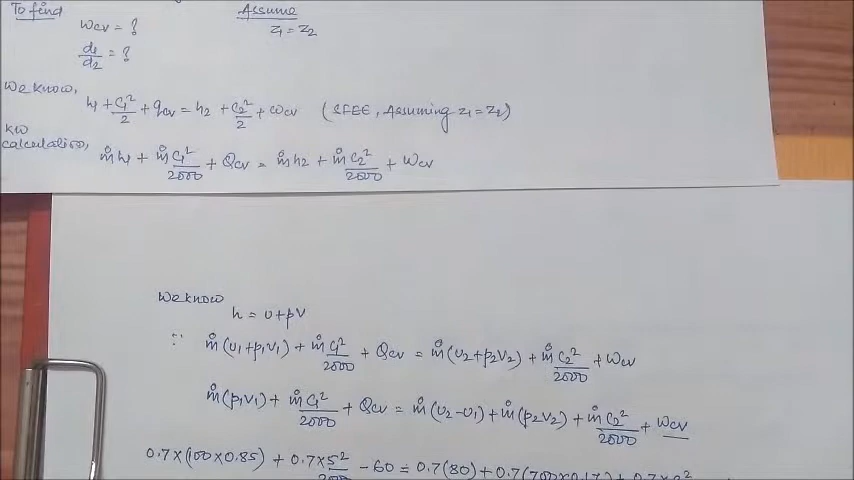 To find
Assume
Wcv = ?
z₁ = z₂
d₁/d₂ = ?
We know,
h₁ + C₁²/2 + qcv = h₂ + C₂²/2 + wcv (SFEE, Assuming z₁ = z₂)
kW
calculation,
ṁh₁ + ṁC₁²/2000 + Qcv = ṁh₂ + ṁC₂²/2000 + Wcv
We know
h = u + pV
∵ ṁ(u₁+p₁v₁) + ṁC₁²/2000 + Qcv = ṁ(u₂+p₂v₂) + ṁC₂²/2000 + Wcv
ṁ(p₁v₁) + ṁC₁²/2000 + Qcv = ṁ(u₂-u₁) + ṁ(p₂v₂) + ṁC₂²/2000 + Wcv
0.7×(100×0.85) + 0.7×5²/2000 - 60 = 0.7(80) + 0.7(700×0.17) + 0.7×